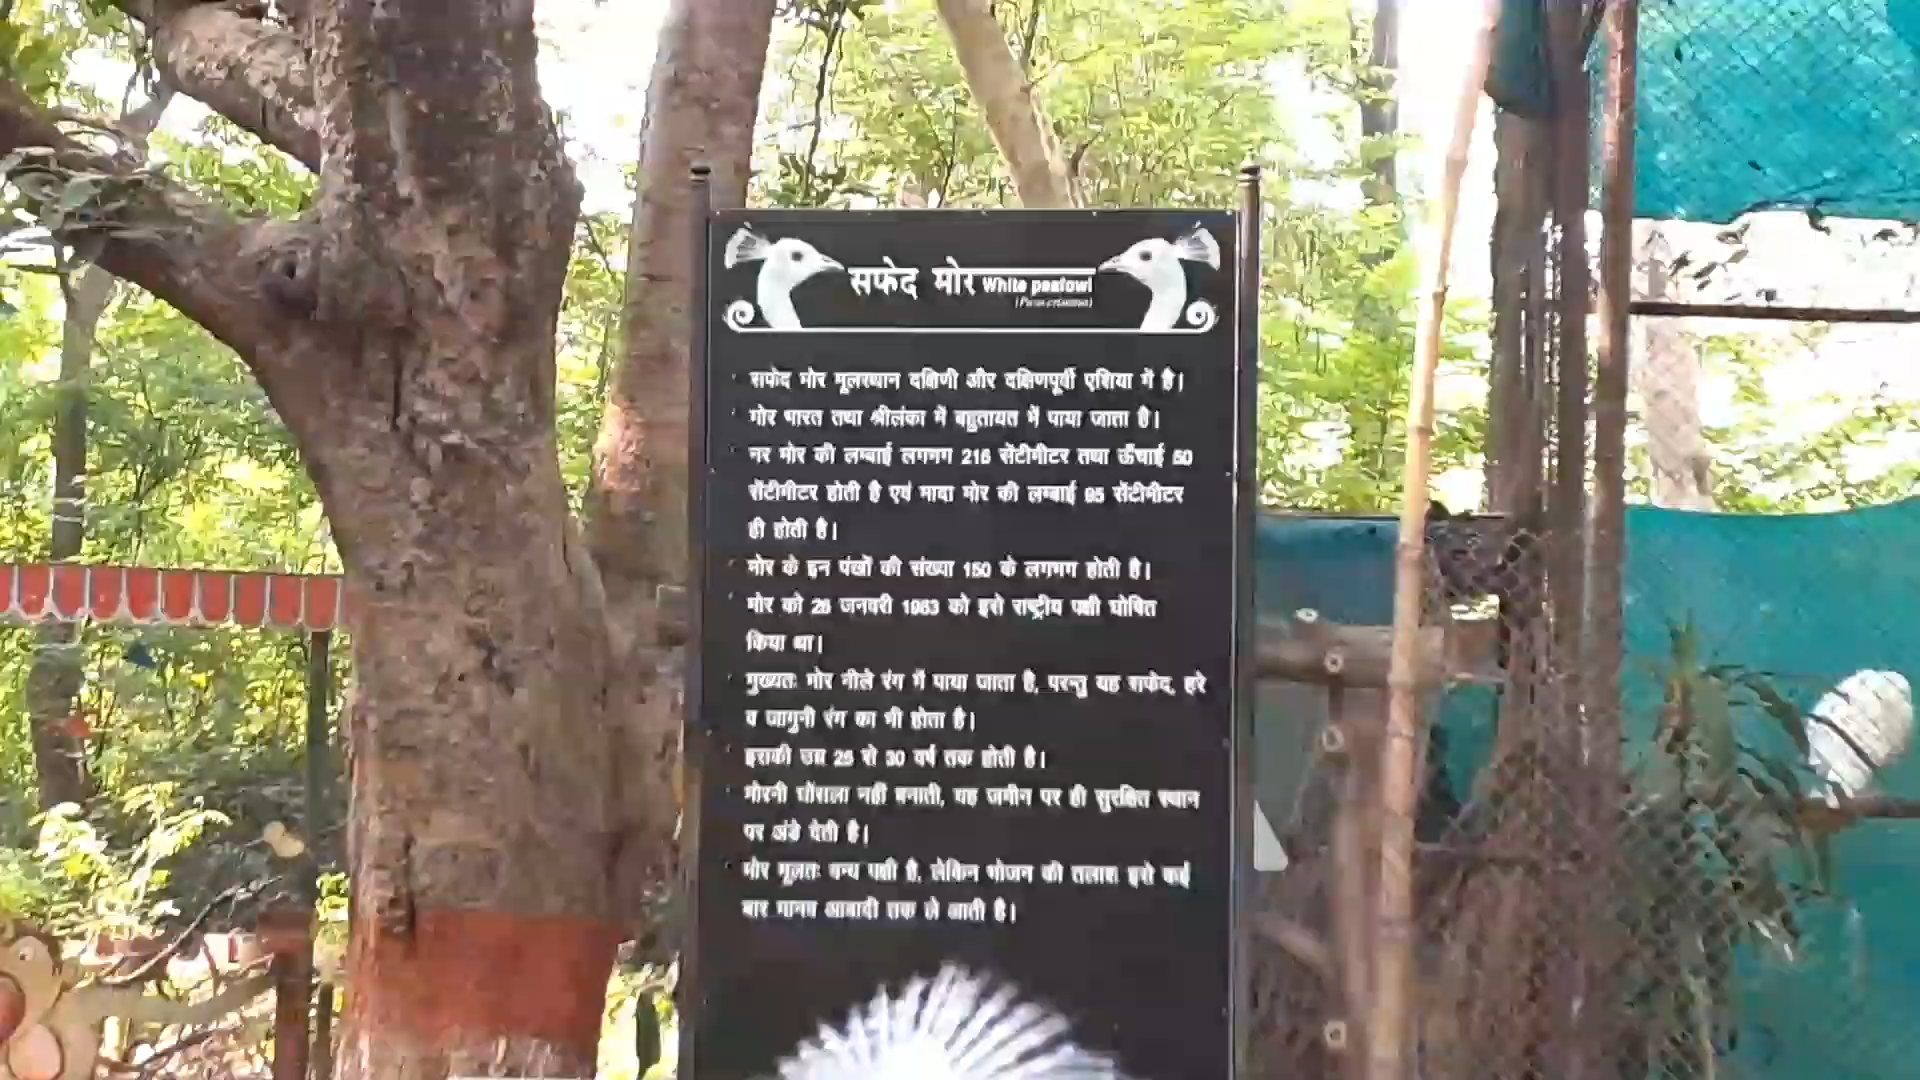 सफेद मोर White peafowl
(Pavo cristatus)
सफेद मोर मूलस्थान दक्षिणी और दक्षिणपूर्वी एशिया में है।
मोर भारत तथा श्रीलंका में बहुतायत में पाया जाता है।
नर मोर की लम्बाई लगभग 215 सेंटीमीटर तथा ऊँचाई 50
सेंटीमीटर होती है एवं मादा मोर की लम्बाई 95 सेंटीमीटर
ही होती है।
मोर के इन पंखों की संख्या 150 के लगभग होती है।
मोर को 26 जनवरी 1963 को इसे राष्ट्रीय पक्षी घोषित
किया था।
मुख्यतः मोर नीले रंग में पाया जाता है, परन्तु यह सफेद, हरे
व जामुनी रंग का भी होता है।
इसकी उम्र 25 से 30 वर्ष तक होती है।
मोरनी घोंसला नहीं बनाती, यह जमीन पर ही सुरक्षित स्थान
पर अंडे देती है।
मोर मूलतः वन्य पक्षी है, लेकिन भोजन की तलाश इसे कई
बार मानव आबादी तक ले आती है।